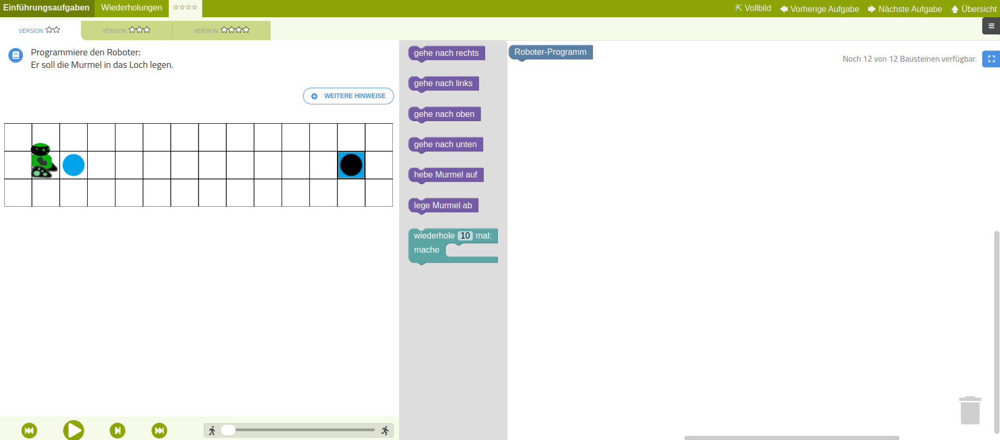 Einführungsaufgaben Wiederholungen ☆☆☆☆ Vollbild Vorherige Aufgabe Nächste Aufgabe Übersicht
VERSION VERSION VERSION
Programmiere den Roboter:
Er soll die Murmel in das Loch legen.
WEITERE HINWEISE
gehe nach rechts
gehe nach links
gehe nach oben
gehe nach unten
hebe Murmel auf
lege Murmel ab
wiederhole 10 mal:
mache
Roboter-Programm
Noch 12 von 12 Bausteinen verfügbar.